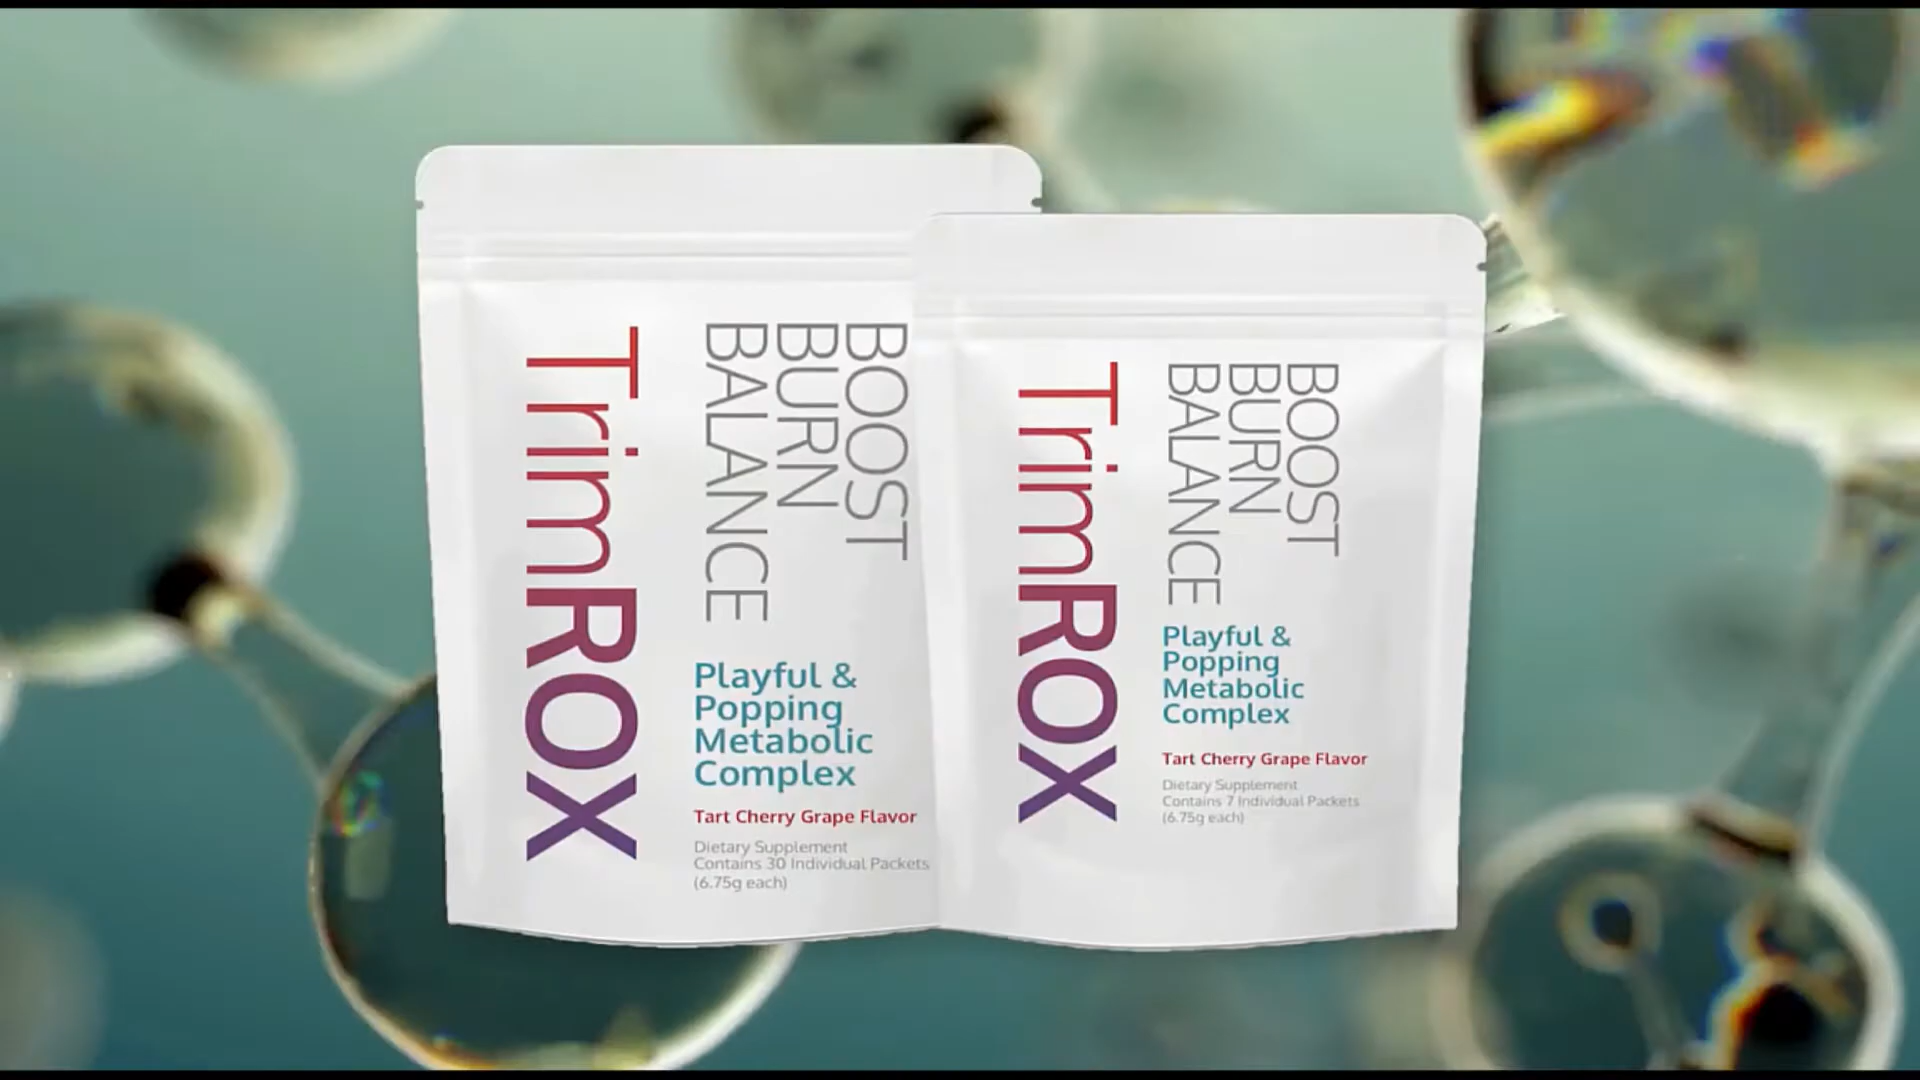 TrimROX
BOOST
BURN
BALANCE
Playful &
Popping
Metabolic
Complex
Tart Cherry Grape Flavor
Dietary Supplement
Contains 30 Individual Packets
(6.75g each)
TrimROX
BOOST
BURN
BALANCE
Playful &
Popping
Metabolic
Complex
Tart Cherry Grape Flavor
Dietary Supplement
Contains 7 Individual Packets
(6.75g each)